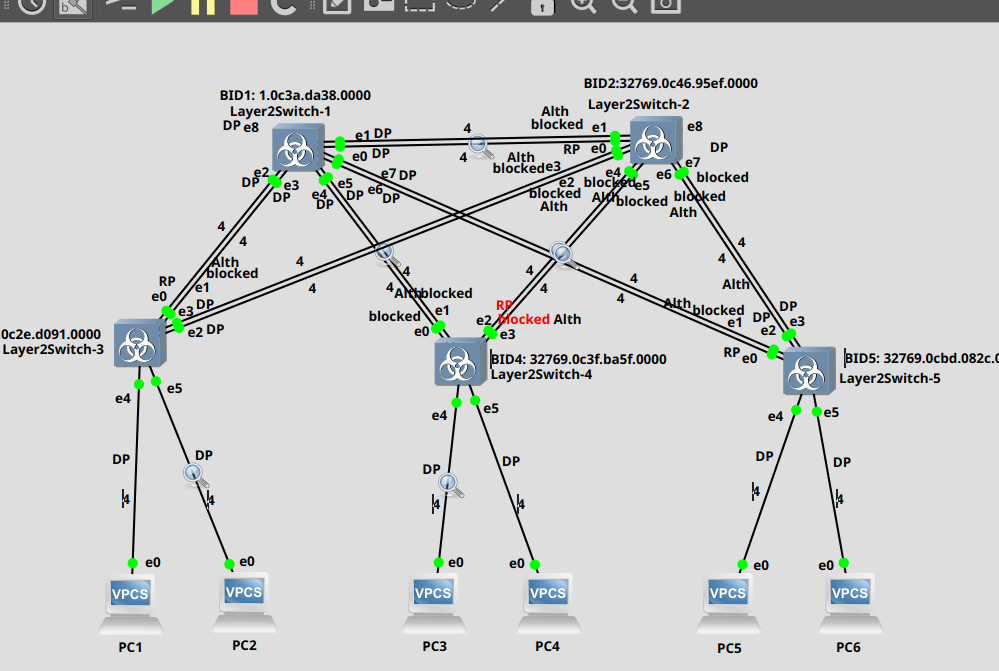 BID1: 1.0c3a.da38.0000
Layer2Switch-1
DP e8
BID2:32769.0c46.95ef.0000
Layer2Switch-2
e1 DP
4
4
Alth
blocked
e1
e8
RP
e0
DP
e0 DP
Alth
blocked
e3
e7 DP
e6
DP
e2
blocked
Alth
e4
blocked
e5
blocked
Alth
e7
e6
blocked
blocked
Alth
e2
DP
e3
DP
e4
DP
e5
DP
4
4
4
4
4
4
4
4
4
4
4
4
Alth
blocked
RP
e0
e1
e3
DP
e2 DP
Alth
blocked
blocked
e1
e0
RP
blocked Alth
e2
e3
Alth
Alth
blocked
e1
DP
e2
DP
e3
RP
e0
0c2e.d091.0000
Layer2Switch-3
BID4: 32769.0c3f.ba5f.0000
Layer2Switch-4
BID5: 32769.0cbd.082c.0
Layer2Switch-5
e4
e5
e4
e5
e4
e5
DP
DP
DP
DP
DP
DP
4
4
4
4
4
4
e0
e0
e0
e0
e0
e0
VPCS
VPCS
VPCS
VPCS
VPCS
VPCS
PC1
PC2
PC3
PC4
PC5
PC6